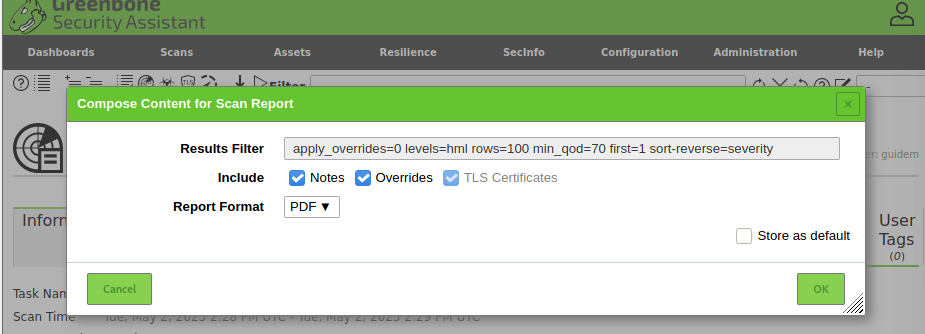 Greenbone
Security Assistant
Dashboards Scans Assets Resilience SecInfo Configuration Administration Help
Filter
Compose Content for Scan Report ×
Results Filter apply_overrides=0 levels=hml rows=100 min_qod=70 first=1 sort-reverse=severity
er: guidem
Include Notes Overrides TLS Certificates
Report Format PDF ▼
Inforn
User
Tags
(0)
Store as default
Cancel OK
Task Nam
Scan Time Tue, May 2, 2023 2:28 PM UTC - Tue, May 2, 2023 2:29 PM UTC